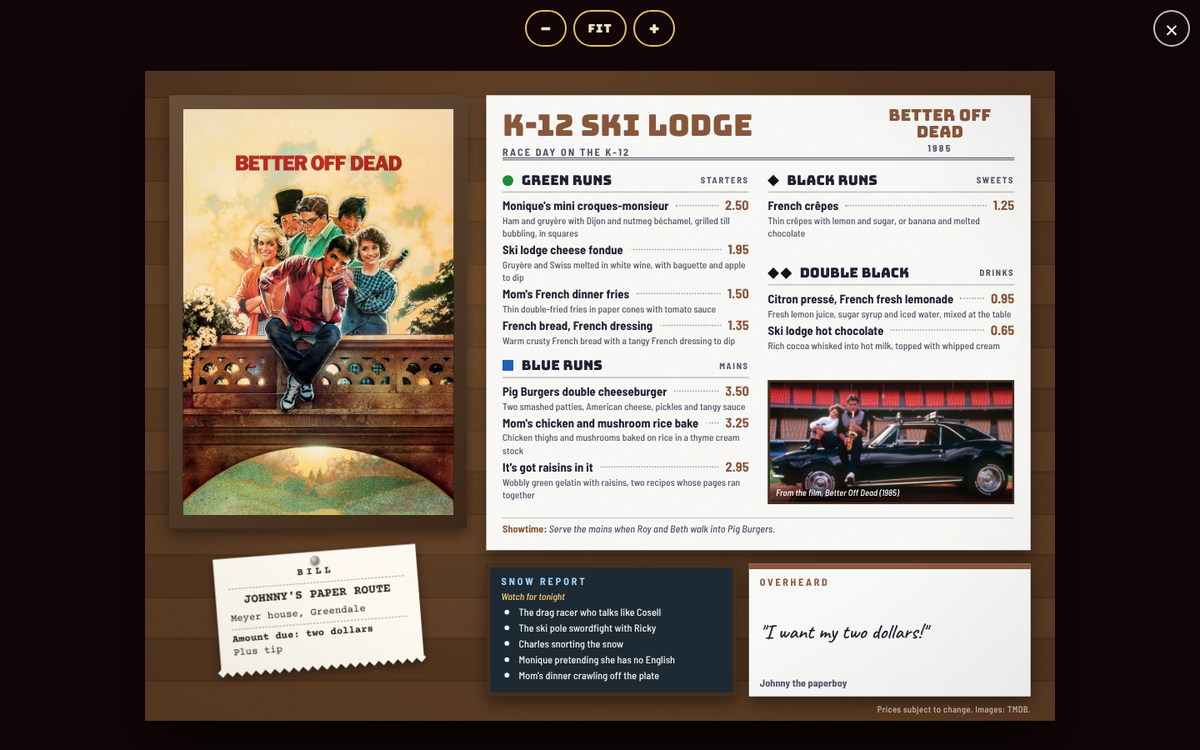 −
FIT
+
×
BETTER OFF DEAD
K-12 SKI LODGE
RACE DAY ON THE K-12
BETTER OFF
DEAD
1985
GREEN RUNS STARTERS
Monique's mini croques-monsieur 2.50
Ham and gruyère with Dijon and nutmeg béchamel, grilled till
bubbling, in squares
Ski lodge cheese fondue 1.95
Gruyère and Swiss melted in white wine, with baguette and apple
to dip
Mom's French dinner fries 1.50
Thin double-fried fries in paper cones with tomato sauce
French bread, French dressing 1.35
Warm crusty French bread with a tangy French dressing to dip
BLUE RUNS MAINS
Pig Burgers double cheeseburger 3.50
Two smashed patties, American cheese, pickles and tangy sauce
Mom's chicken and mushroom rice bake 3.25
Chicken thighs and mushrooms baked on rice in a thyme cream
stock
It's got raisins in it 2.95
Wobbly green gelatin with raisins, two recipes whose pages ran
together
BLACK RUNS SWEETS
French crêpes 1.25
Thin crêpes with lemon and sugar, or banana and melted
chocolate
DOUBLE BLACK DRINKS
Citron pressé, French fresh lemonade 0.95
Fresh lemon juice, sugar syrup and iced water, mixed at the table
Ski lodge hot chocolate 0.65
Rich cocoa whisked into hot milk, topped with whipped cream
From the film, Better Off Dead (1985)
Showtime: Serve the mains when Roy and Beth walk into Pig Burgers.
BILL
JOHNNY'S PAPER ROUTE
Meyer house, Greendale
Amount due: two dollars
Plus tip
SNOW REPORT
Watch for tonight
The drag racer who talks like Cosell
The ski pole swordfight with Ricky
Charles snorting the snow
Monique pretending she has no English
Mom's dinner crawling off the plate
OVERHEARD
"I want my two dollars!"
Johnny the paperboy
Prices subject to change. Images: TMDB.